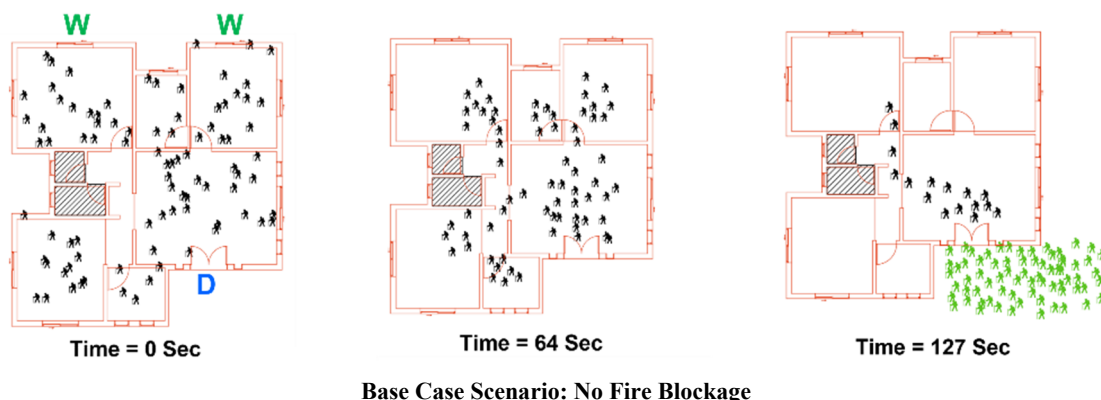 W W
D
Time = 0 Sec
Time = 64 Sec
Time = 127 Sec
Base Case Scenario: No Fire Blockage